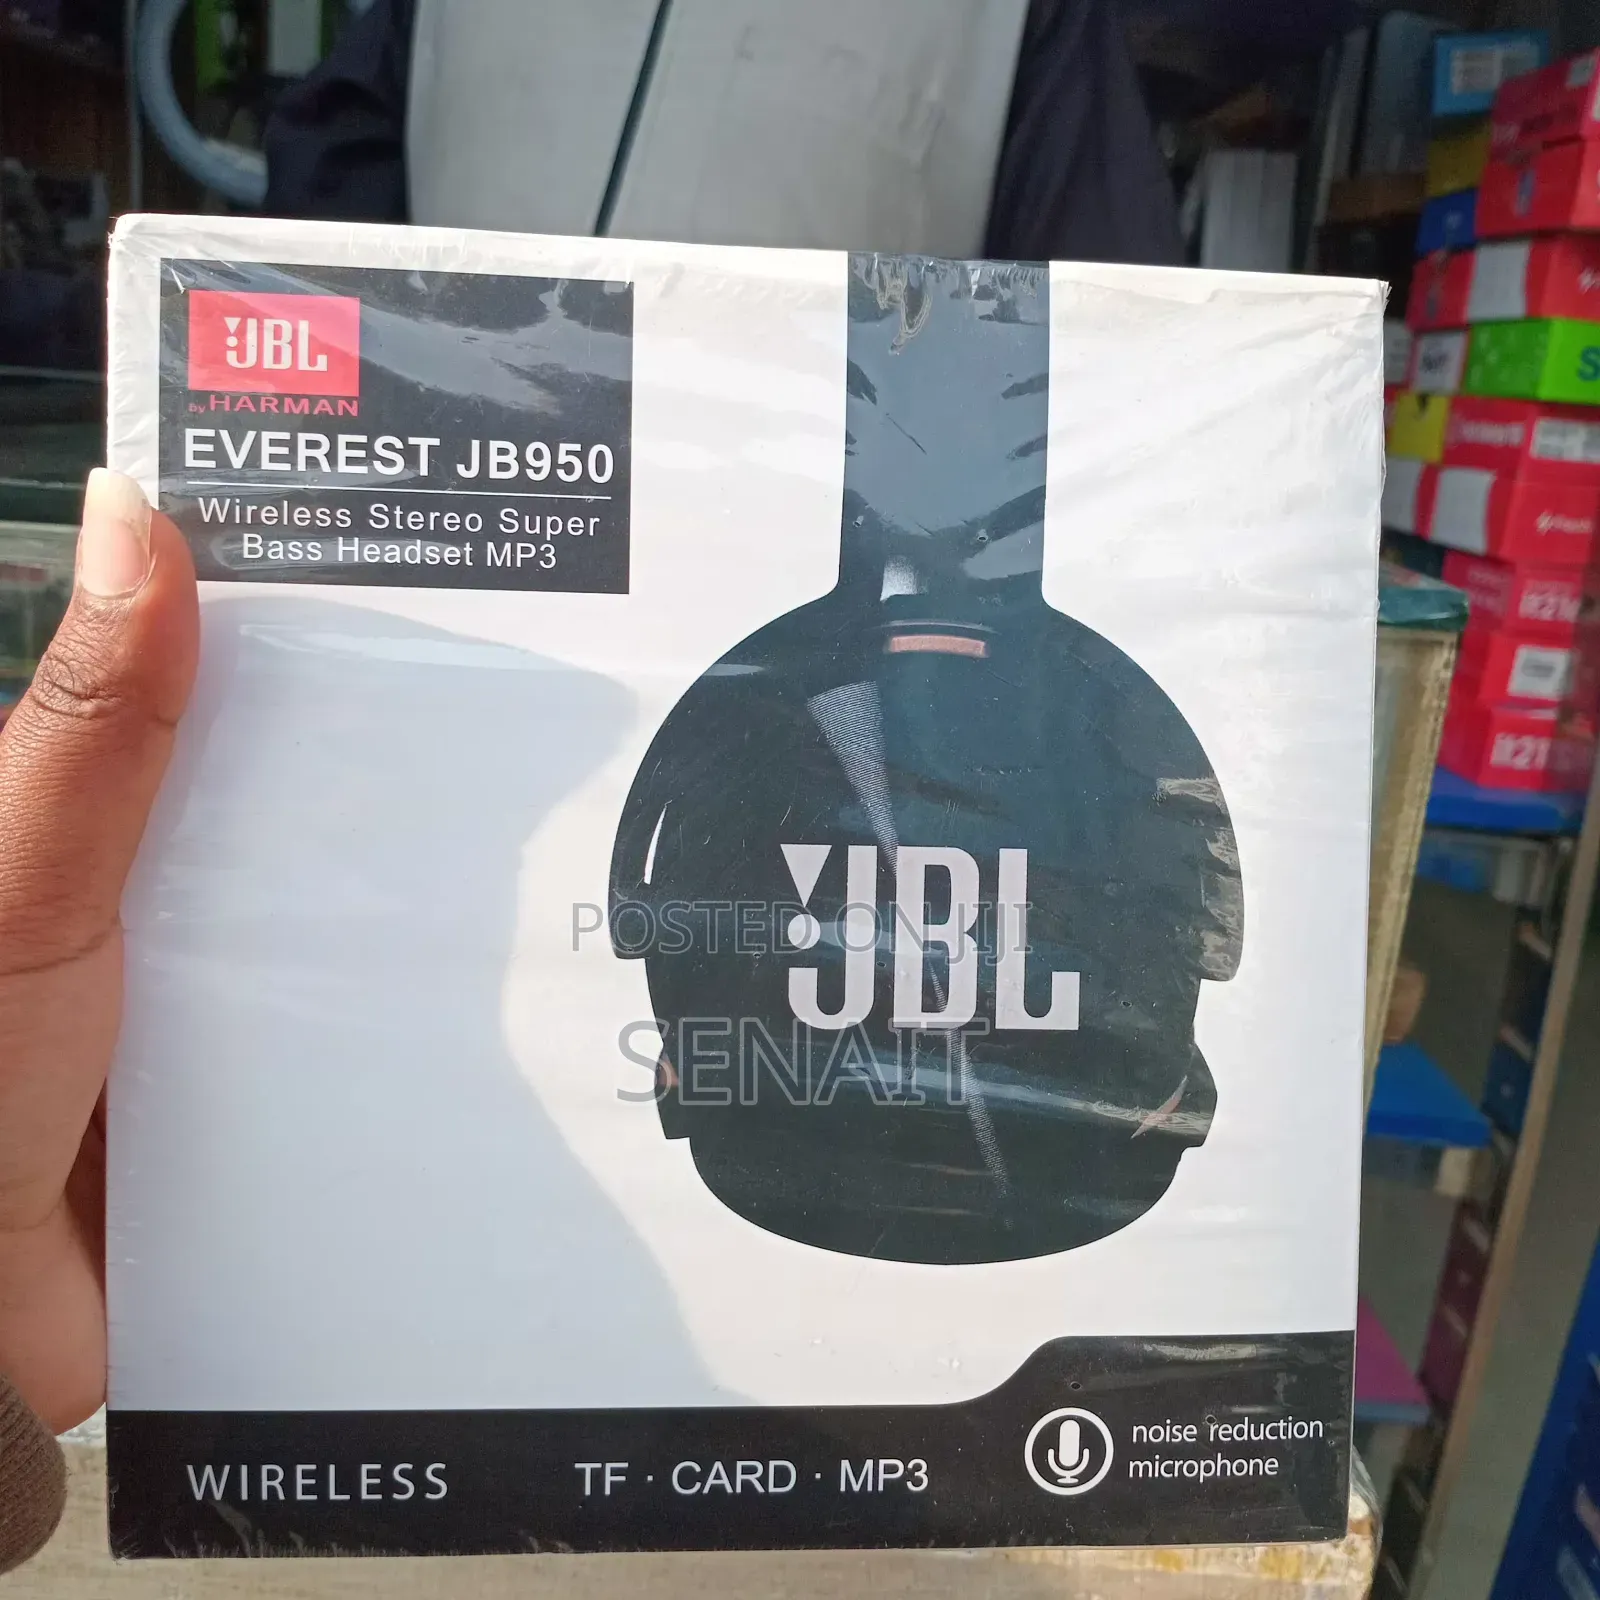 JBL
by HARMAN
EVEREST JB950
Wireless Stereo Super
Bass Headset MP3
JBL
POSTED ON JIJI
SENAIT
WIRELESS
TF · CARD · MP3
noise reduction
microphone